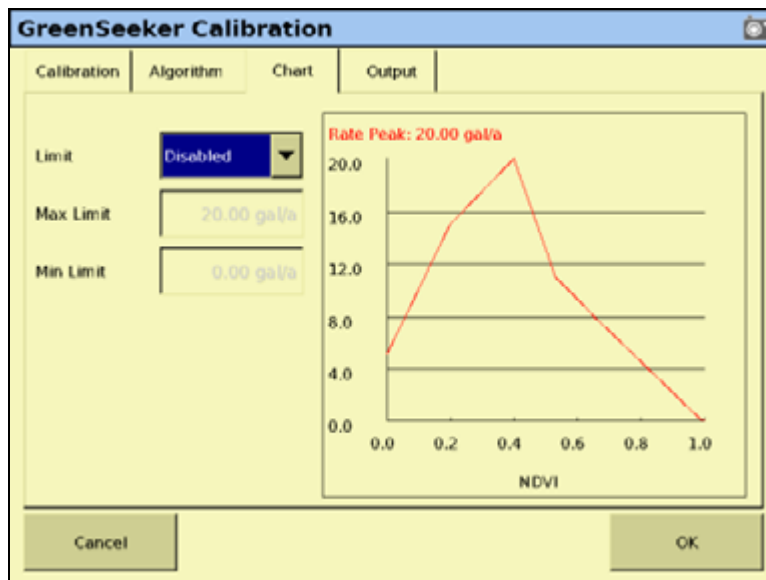 GreenSeeker Calibration
Calibration
Algorithm
Chart
Output
Limit
Disabled
Max Limit
20.00 gal/a
Min Limit
0.00 gal/a
Rate Peak: 20.00 gal/a
20.0
16.0
12.0
8.0
4.0
0.0
0.0 0.2 0.4 0.6 0.8 1.0
NDVI
Cancel
OK